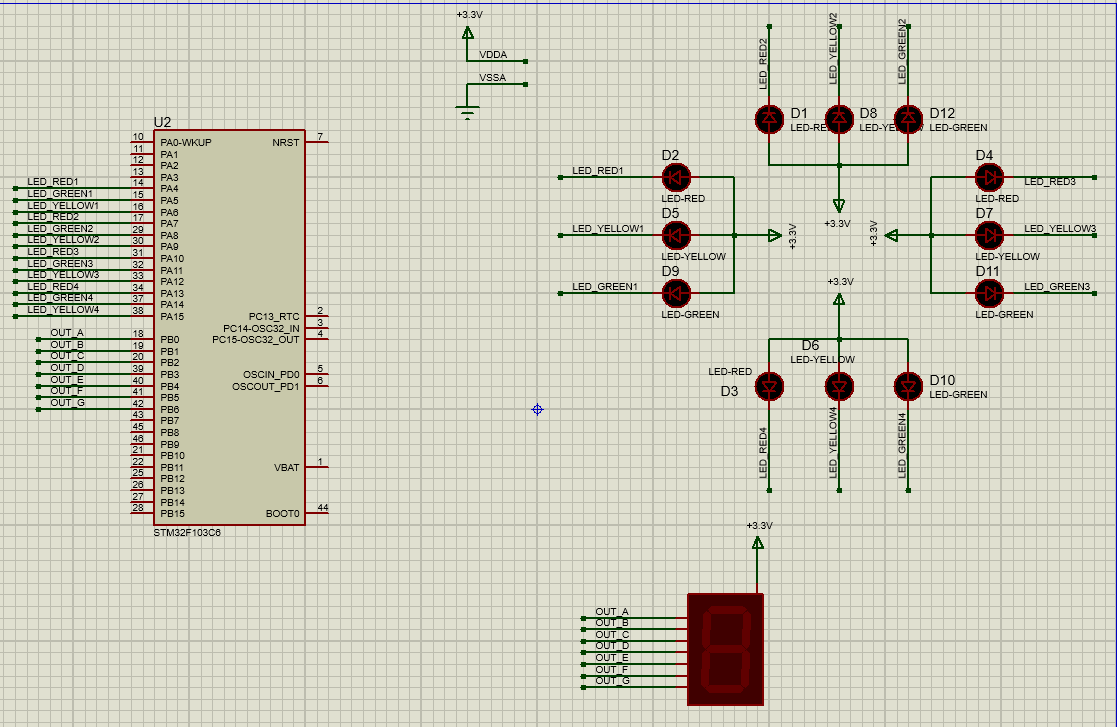 +3.3V
VDDA
VSSA
U2
10 PA0-WKUP NRST 7
11 PA1
12 PA2
13 PA3
LED_RED1 14 PA4
LED_GREEN1 15 PA5
LED_YELLOW1 16 PA6
LED_RED2 17 PA7
LED_GREEN2 29 PA8
LED_YELLOW2 30 PA9
LED_RED3 31 PA10
LED_GREEN3 32 PA11
LED_YELLOW3 33 PA12
LED_RED4 34 PA13
LED_GREEN4 37 PA14
LED_YELLOW4 38 PA15
PC13_RTC 2
PC14-OSC32_IN 3
PC15-OSC32_OUT 4
OUT_A 18 PB0
OUT_B 19 PB1
OUT_C 20 PB2
OUT_D 39 PB3
OUT_E 40 PB4
OUT_F 41 PB5
OUT_G 42 PB6
OSCIN_PD0 5
OSCOUT_PD1 6
43 PB7
45 PB8
46 PB9
21 PB10
22 PB11
VBAT 1
25 PB12
26 PB13
27 PB14
28 PB15
BOOT0 44
STM32F103C6
LED_RED2
LED_YELLOW2
LED_GREEN2
D1
LED-RED
D8
LED-YE
D12
LED-GREEN
LED_RED1
D2
LED-RED
LED_YELLOW1
D5
LED-YELLOW
LED_GREEN1
D9
LED-GREEN
+3.3V
+3.3V
+3.3V
D4
LED_RED3
LED-RED
D7
LED_YELLOW3
LED-YELLOW
D11
LED_GREEN3
LED-GREEN
+3.3V
D6
LED-YELLOW
LED-RED
D3
D10
LED-GREEN
LED_RED4
LED_YELLOW4
LED_GREEN4
+3.3V
OUT_A
OUT_B
OUT_C
OUT_D
OUT_E
OUT_F
OUT_G